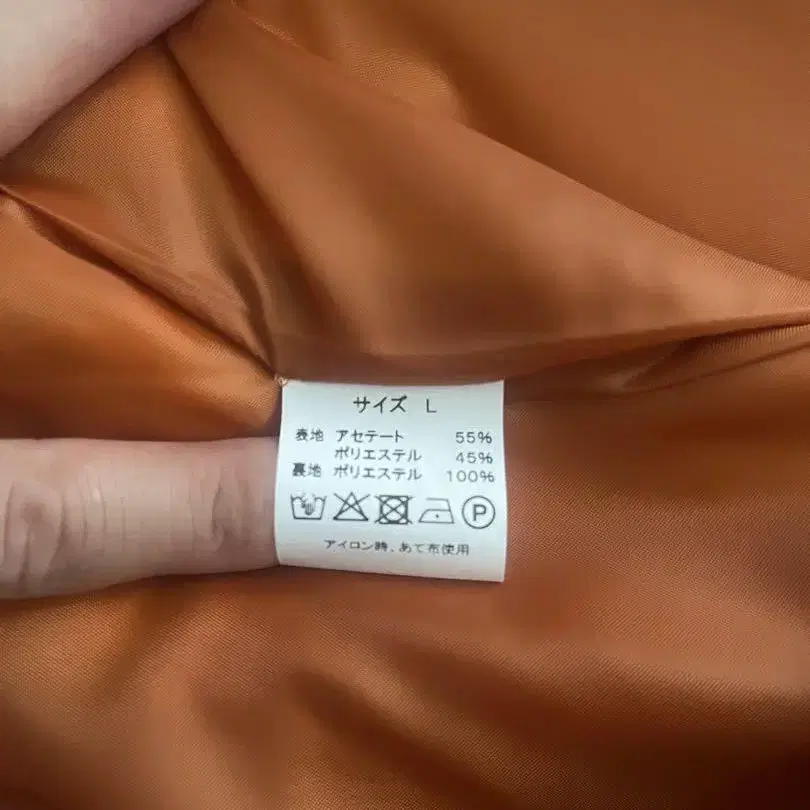 サイズ L
表地 アセテート 55%
ポリエステル 45%
裏地 ポリエステル 100%
P
アイロン時、あて布使用